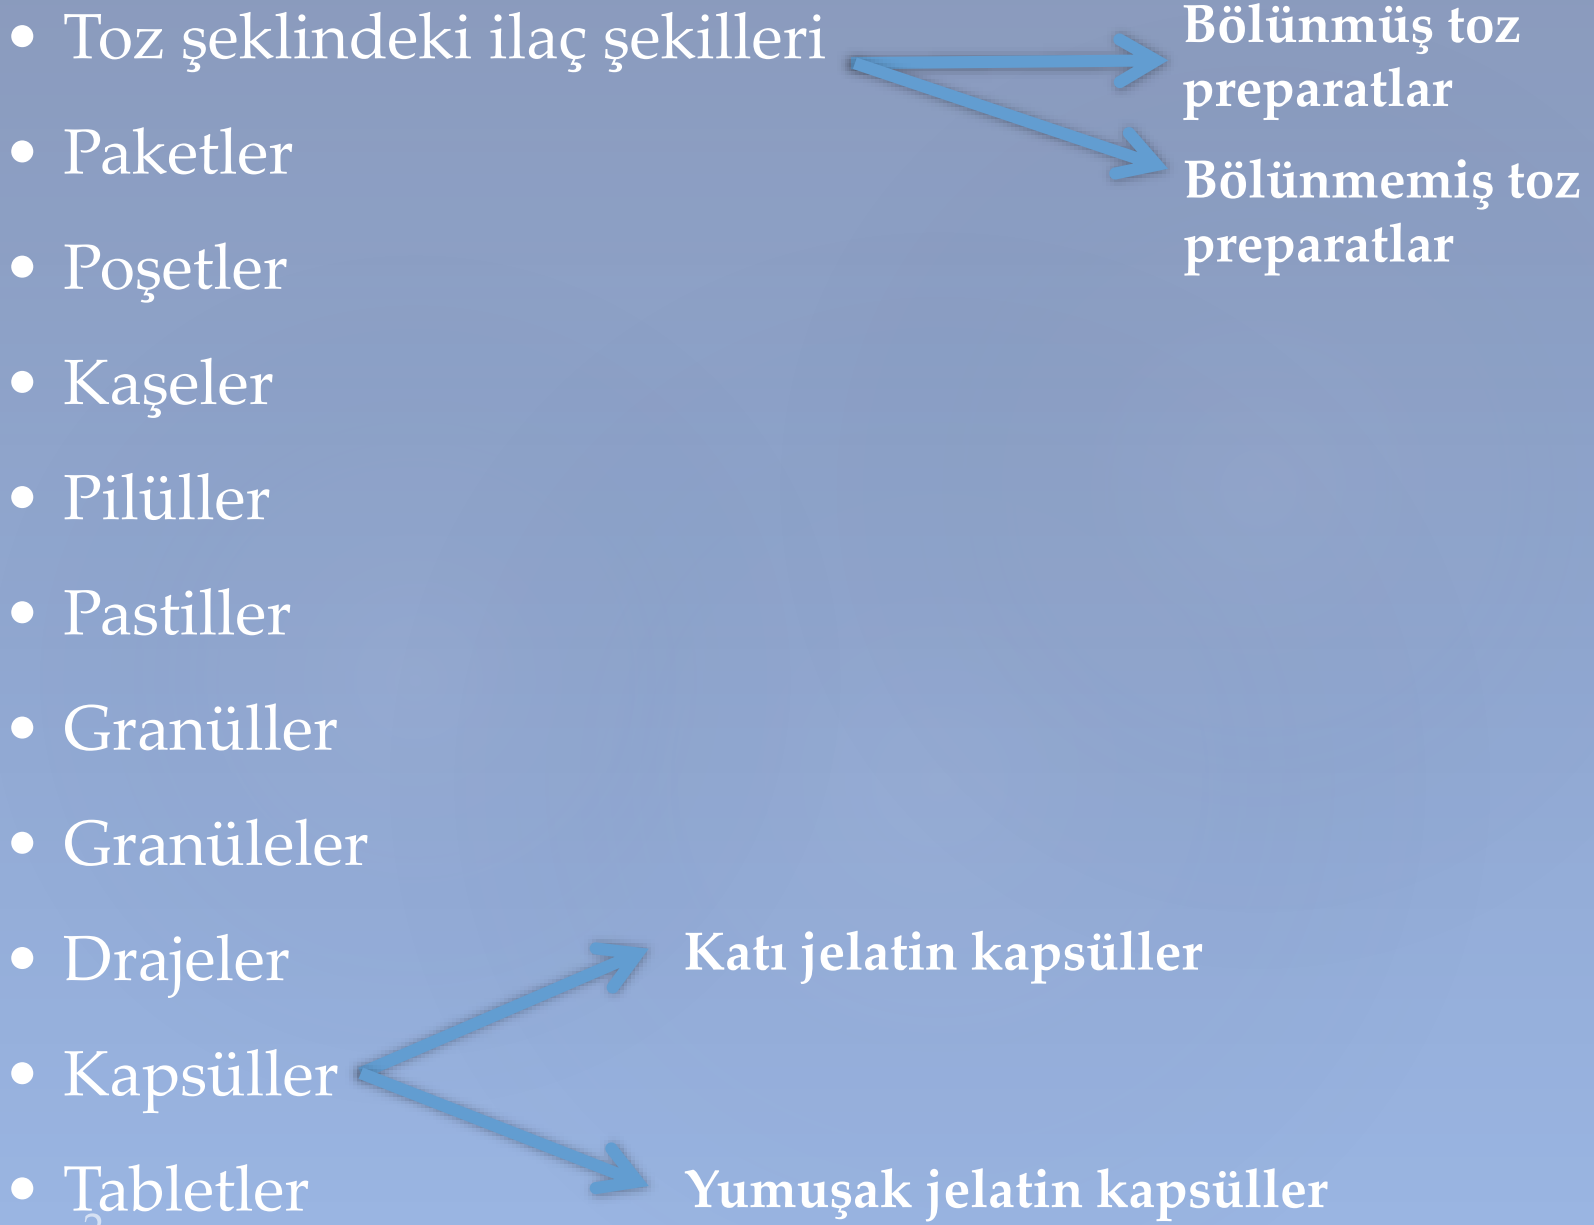 • Toz şeklindeki ilaç şekilleri
Bölünmüş toz
preparatlar
Bölünmemiş toz
preparatlar
• Paketler
• Poşetler
• Kaşeler
• Pilüller
• Pastiller
• Granüller
• Granüleler
• Drajeler
• Kapsüller
Katı jelatin kapsüller
Yumuşak jelatin kapsüller
• Tabletler